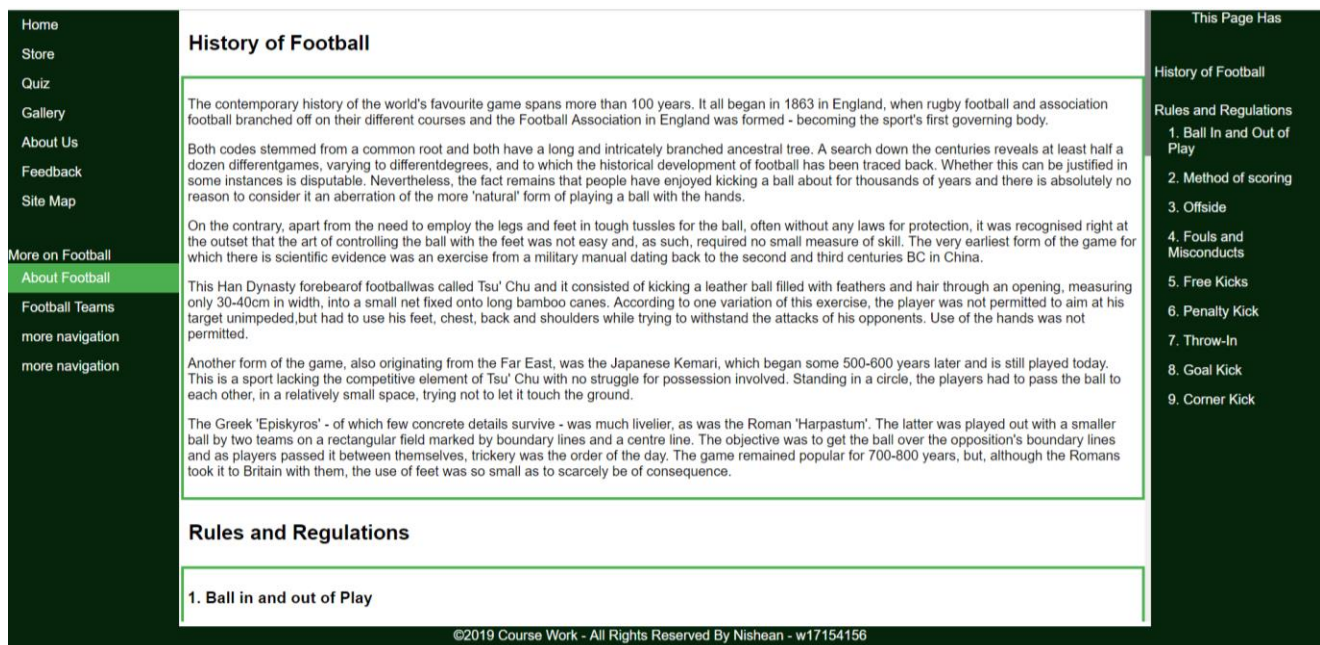 Home
Store
Quiz
Gallery
About Us
Feedback
Site Map
More on Football
About Football
Football Teams
more navigation
more navigation
History of Football
The contemporary history of the world's favourite game spans more than 100 years. It all began in 1863 in England, when rugby football and association
football branched off on their different courses and the Football Association in England was formed - becoming the sport's first governing body.
Both codes stemmed from a common root and both have a long and intricately branched ancestral tree. A search down the centuries reveals at least half a
dozen differentgames, varying to differentdegrees, and to which the historical development of football has been traced back. Whether this can be justified in
some instances is disputable. Nevertheless, the fact remains that people have enjoyed kicking a ball about for thousands of years and there is absolutely no
reason to consider it an aberration of the more 'natural' form of playing a ball with the hands.
On the contrary, apart from the need to employ the legs and feet in tough tussles for the ball, often without any laws for protection, it was recognised right at
the outset that the art of controlling the ball with the feet was not easy and, as such, required no small measure of skill. The very earliest form of the game for
which there is scientific evidence was an exercise from a military manual dating back to the second and third centuries BC in China.
This Han Dynasty forebearof footballwas called Tsu' Chu and it consisted of kicking a leather ball filled with feathers and hair through an opening, measuring
only 30-40cm in width, into a small net fixed onto long bamboo canes. According to one variation of this exercise, the player was not permitted to aim at his
target unimpeded,but had to use his feet, chest, back and shoulders while trying to withstand the attacks of his opponents. Use of the hands was not
permitted.
Another form of the game, also originating from the Far East, was the Japanese Kemari, which began some 500-600 years later and is still played today.
This is a sport lacking the competitive element of Tsu' Chu with no struggle for possession involved. Standing in a circle, the players had to pass the ball to
each other, in a relatively small space, trying not to let it touch the ground.
The Greek 'Episkyros' - of which few concrete details survive - was much livelier, as was the Roman 'Harpastum'. The latter was played out with a smaller
ball by two teams on a rectangular field marked by boundary lines and a centre line. The objective was to get the ball over the opposition's boundary lines
and as players passed it between themselves, trickery was the order of the day. The game remained popular for 700-800 years, but, although the Romans
took it to Britain with them, the use of feet was so small as to scarcely be of consequence.
Rules and Regulations
1. Ball in and out of Play
This Page Has
History of Football
Rules and Regulations
1. Ball In and Out of
Play
2. Method of scoring
3. Offside
4. Fouls and
Misconducts
5. Free Kicks
6. Penalty Kick
7. Throw-In
8. Goal Kick
9. Corner Kick
©2019 Course Work - All Rights Reserved By Nishean - w17154156